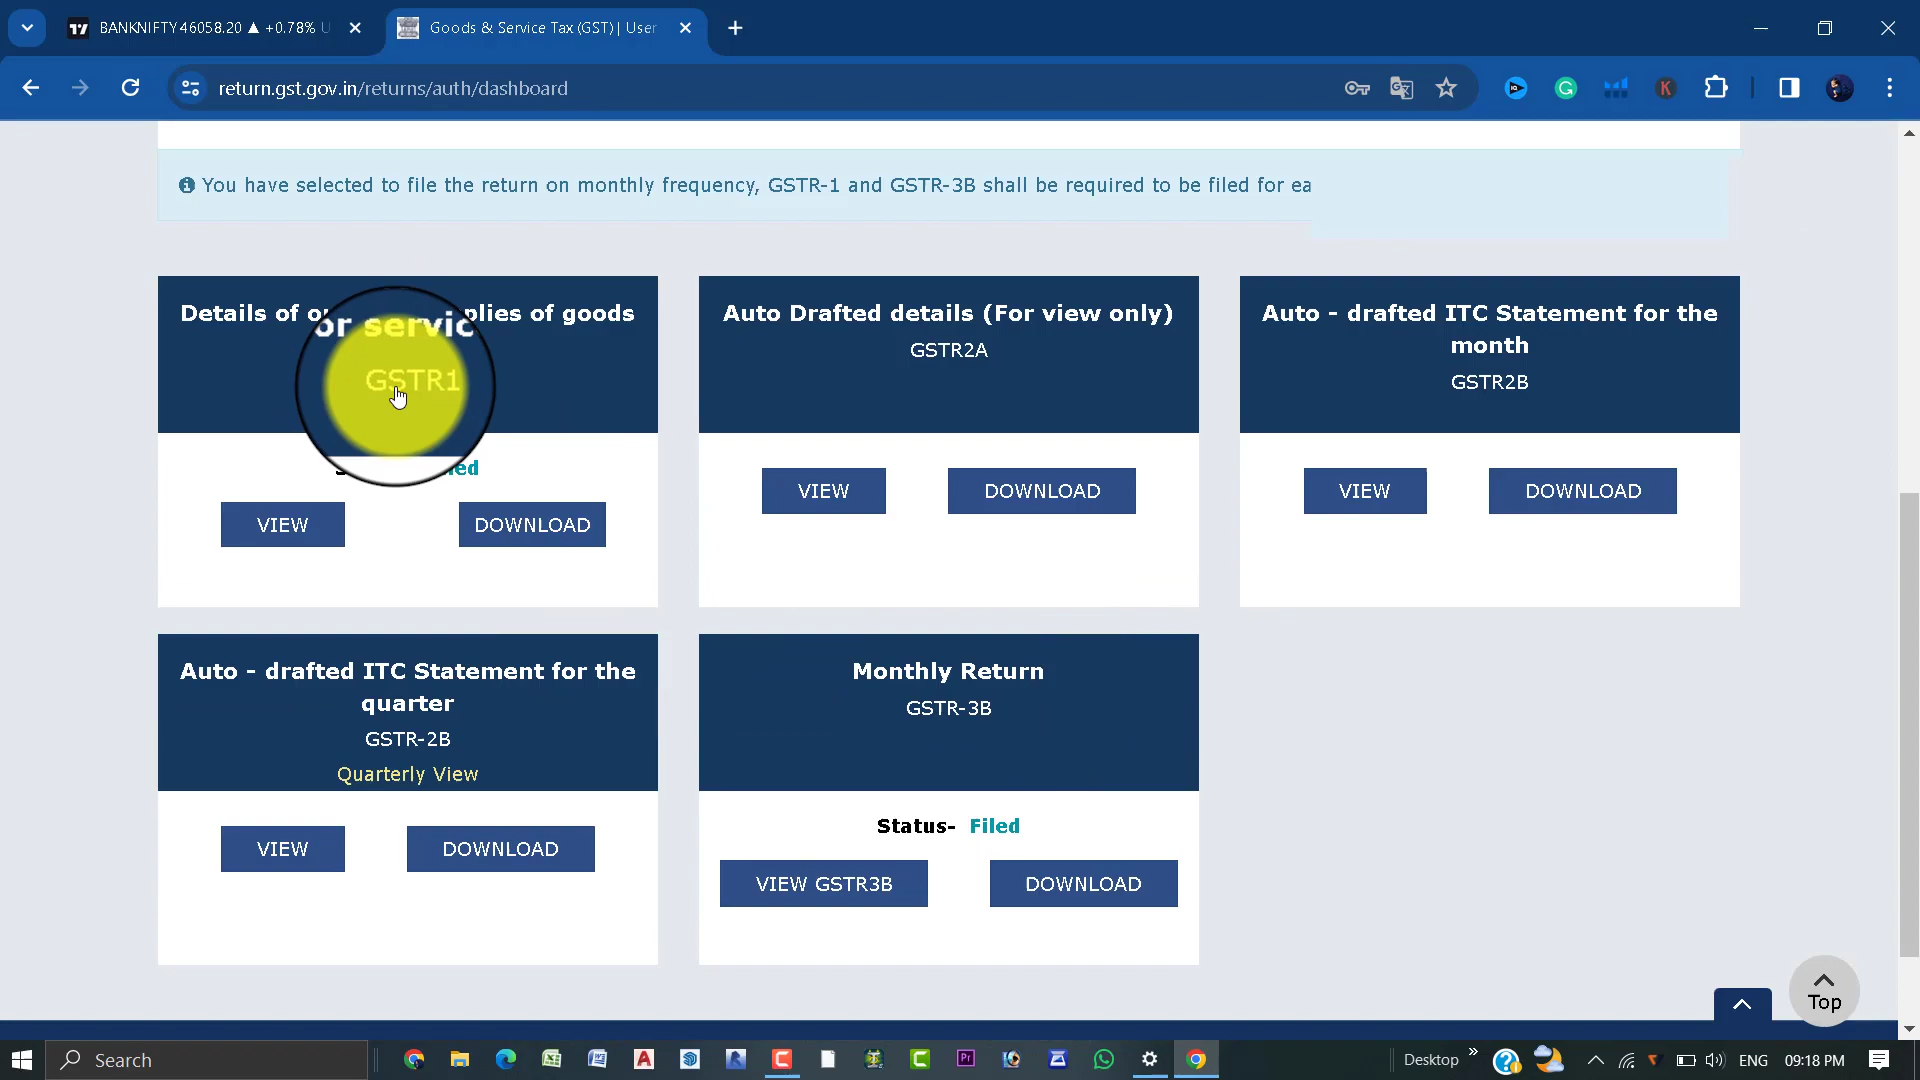 BANKNIFTY 46058.20 ▲ +0.78% U
Goods & Service Tax (GST) | User
return.gst.gov.in/returns/auth/dashboard
You have selected to file the return on monthly frequency, GSTR-1 and GSTR-3B shall be required to be filed for ea
Details of o plies of goods
or servic
GSTR1
ed
VIEW
DOWNLOAD
Auto Drafted details (For view only)
GSTR2A
VIEW
DOWNLOAD
Auto - drafted ITC Statement for the
month
GSTR2B
VIEW
DOWNLOAD
Auto - drafted ITC Statement for the
quarter
GSTR-2B
Quarterly View
VIEW
DOWNLOAD
Monthly Return
GSTR-3B
Status- Filed
VIEW GSTR3B
DOWNLOAD
Top
Search
Desktop
ENG
09:18 PM